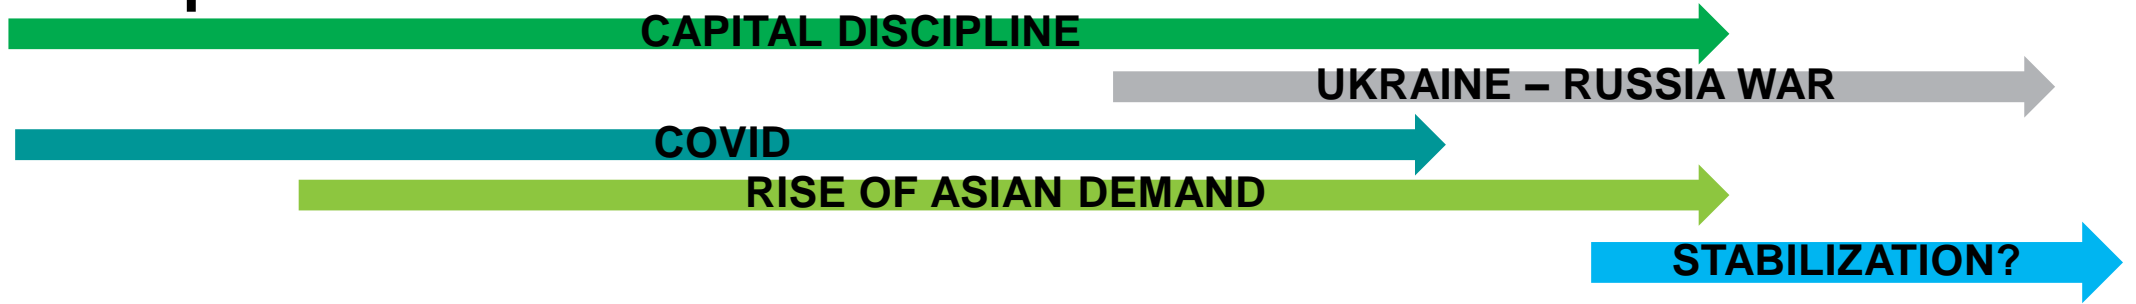 CAPITAL DISCIPLINE
UKRAINE – RUSSIA WAR
COVID
RISE OF ASIAN DEMAND
STABILIZATION?